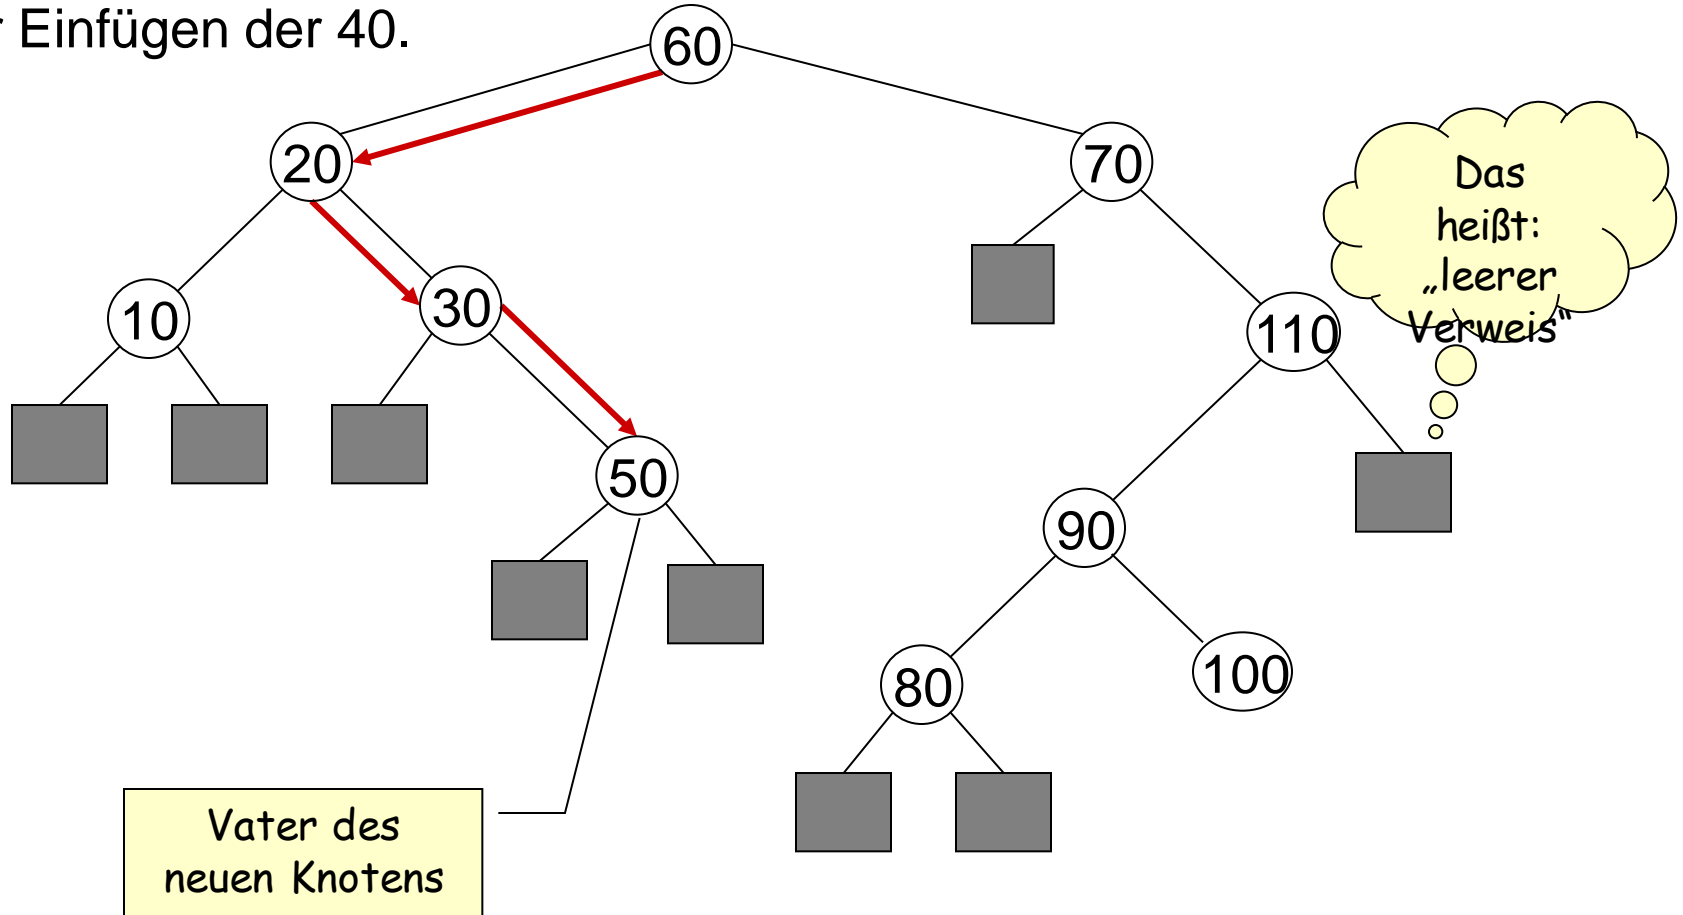 Einfügen der 40.
60
20
70
Das
heißt:
„leerer
Verweis"
10
30
110
50
90
80
100
Vater des
neuen Knotens